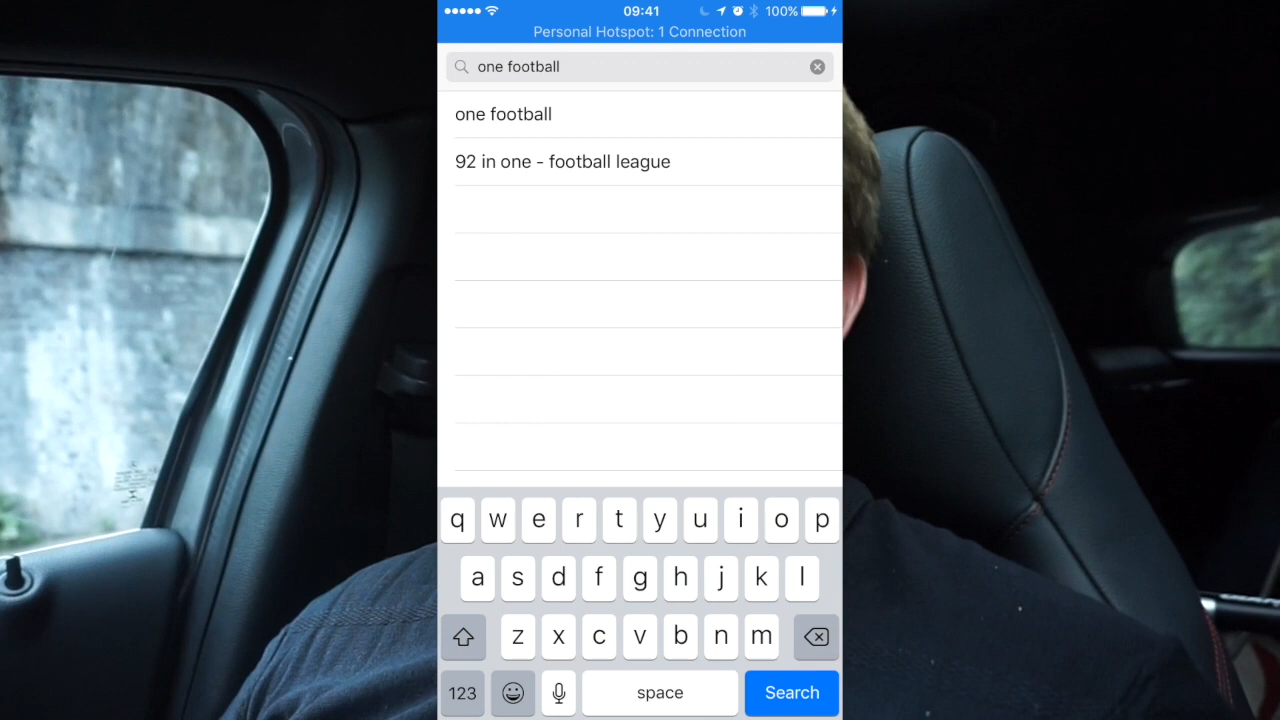 09:41 100%
Personal Hotspot: 1 Connection
one football
one football
92 in one - football league
q w e r t y u i o p
a s d f g h j k l
z x c v b n m
123 space Search